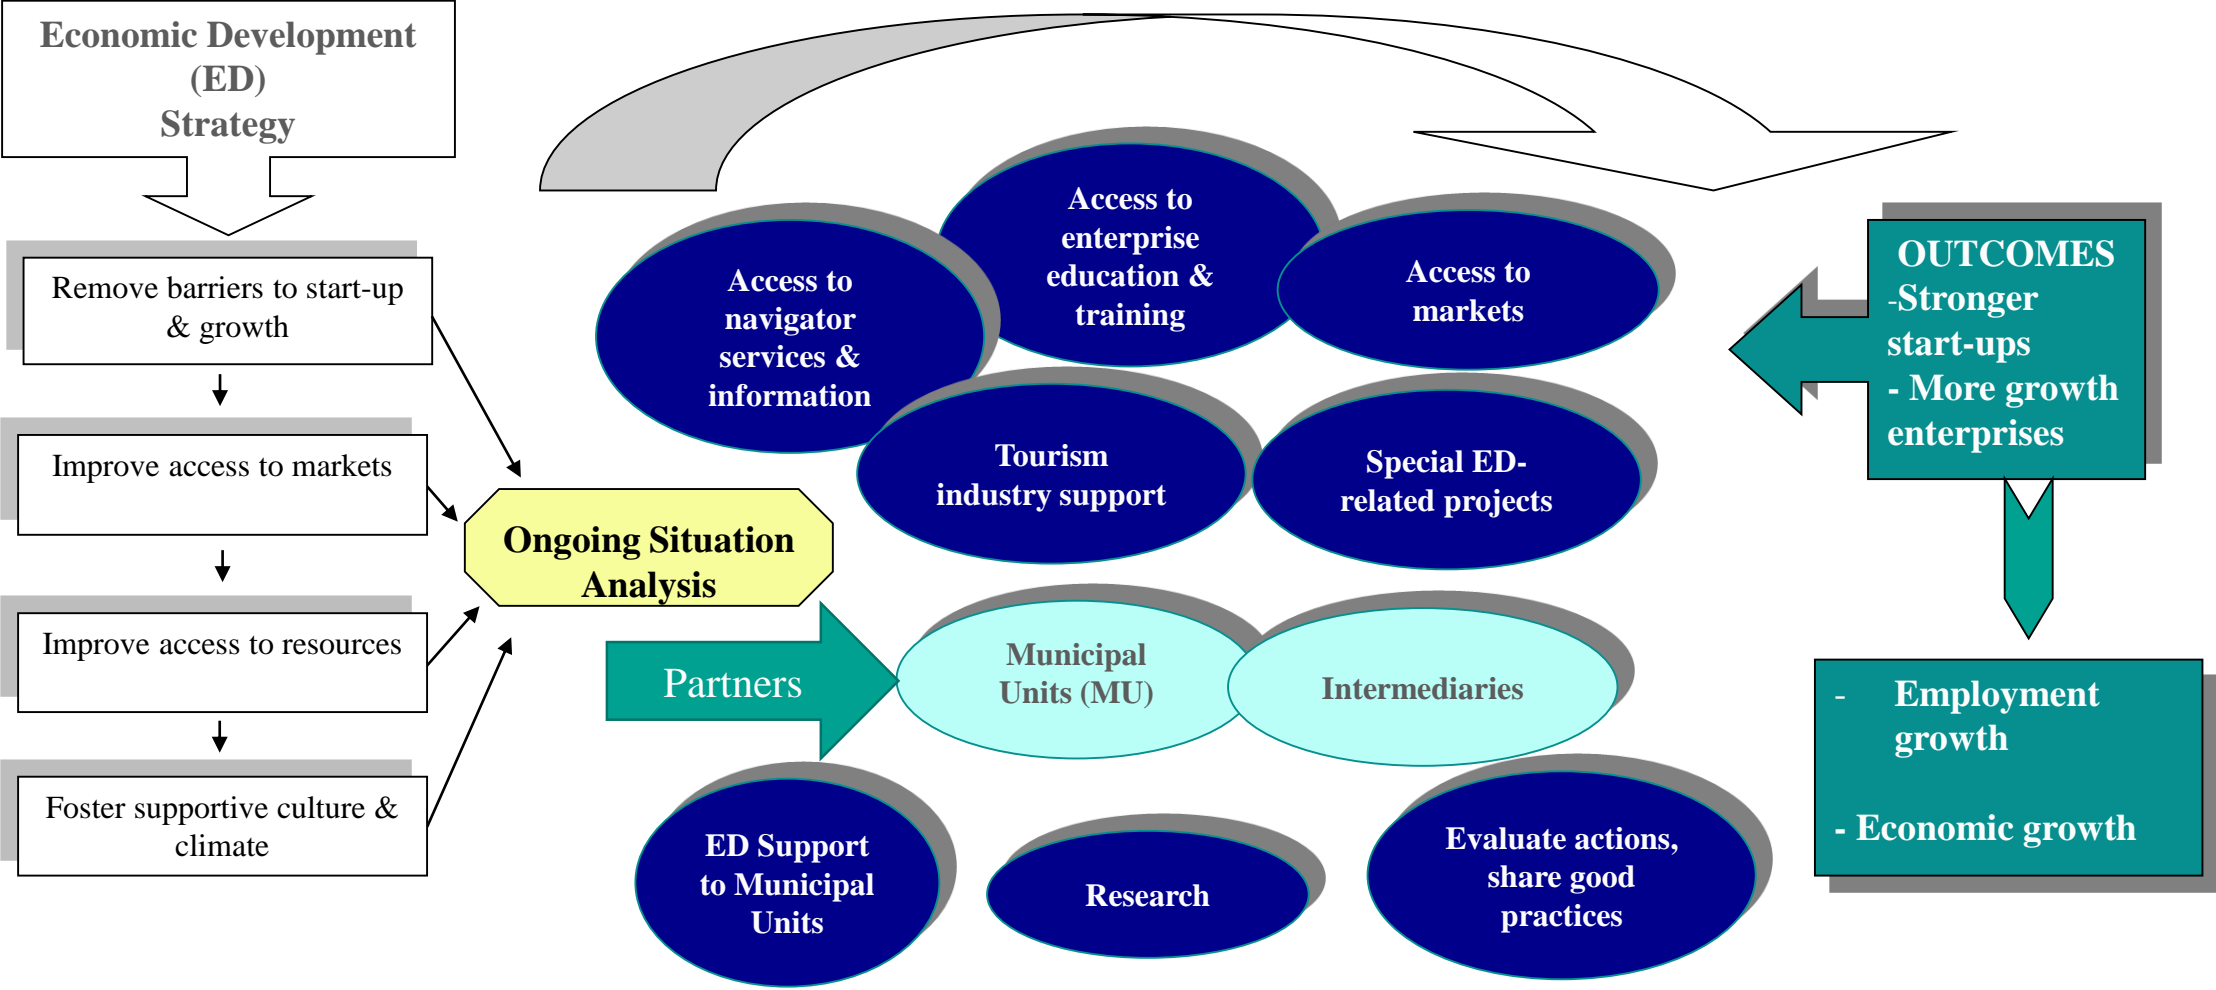 Economic Development
(ED)
Strategy
Remove barriers to start-up
& growth
Improve access to markets
Improve access to resources
Foster supportive culture &
climate
Ongoing Situation
Analysis
Access to
navigator
services &
information
Access to
enterprise
education &
training
Access to
markets
Tourism
industry support
Special ED-
related projects
Partners
Municipal
Units (MU)
Intermediaries
ED Support
to Municipal
Units
Research
Evaluate actions,
share good
practices
OUTCOMES
-Stronger
start-ups
- More growth
enterprises
- Employment
growth
- Economic growth